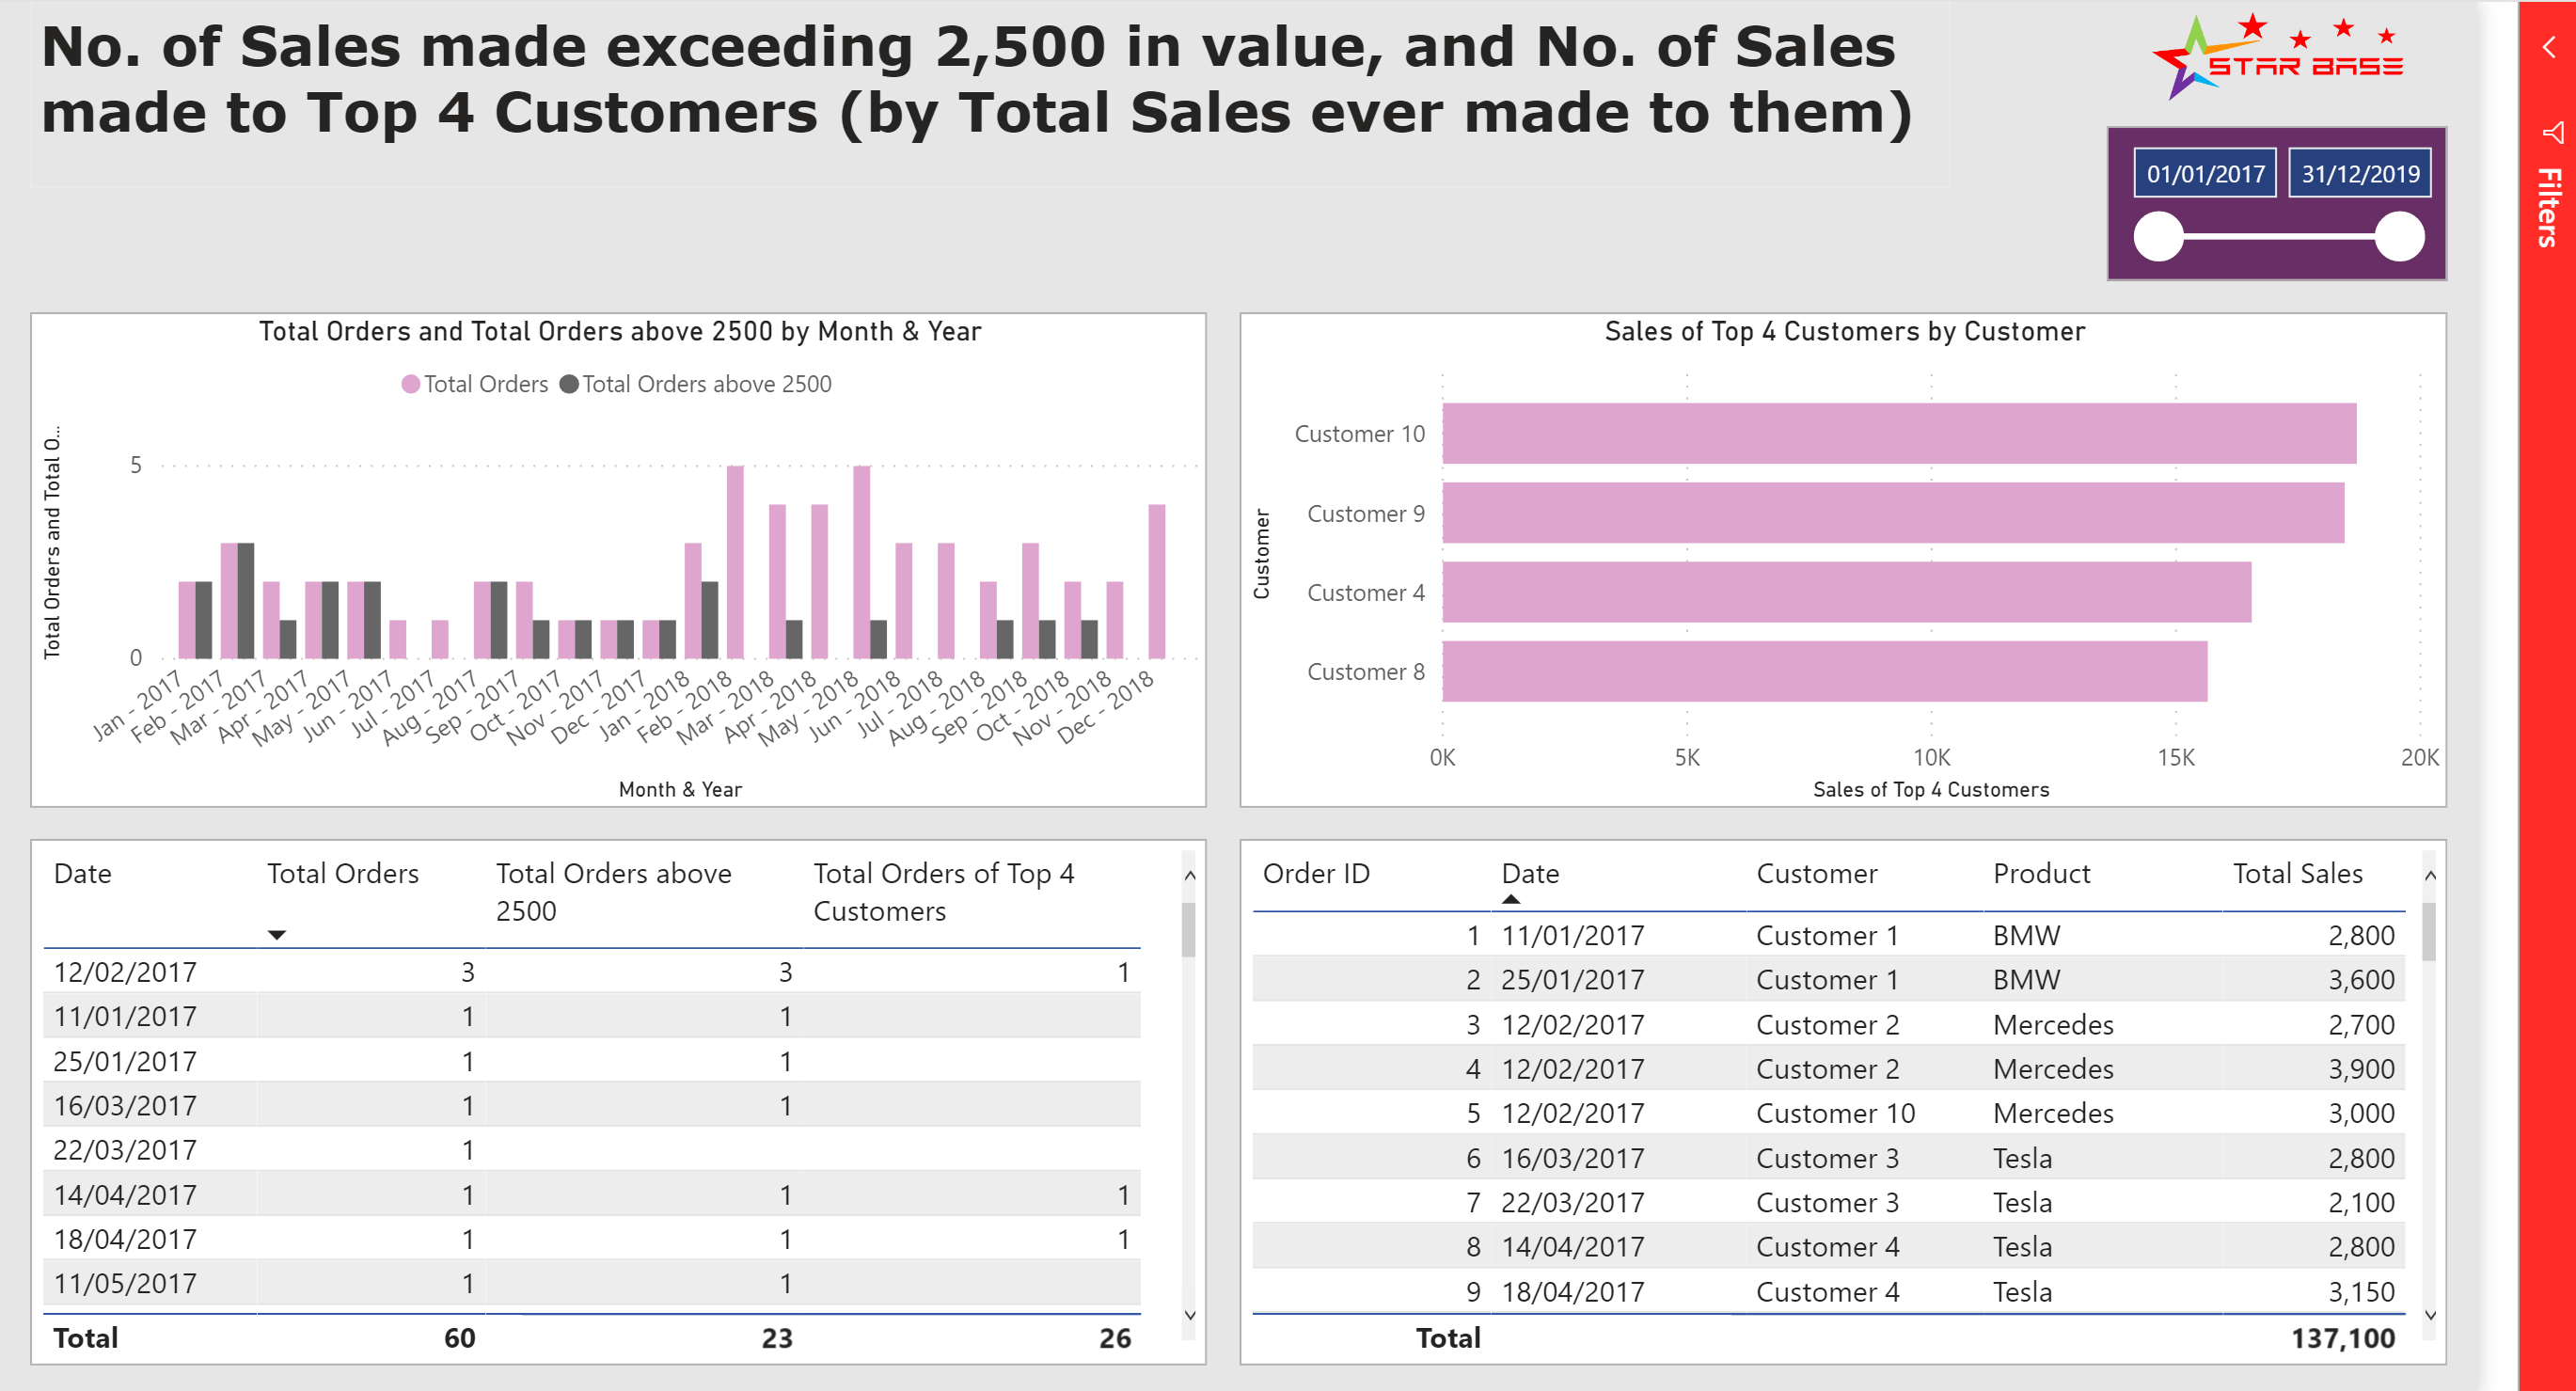 No. of Sales made exceeding 2,500 in value, and No. of Sales
made to Top 4 Customers (by Total Sales ever made to them)
STAR BASE
01/01/2017 31/12/2019
Filters
Total Orders and Total Orders above 2500 by Month & Year
Total Orders Total Orders above 2500
Total Orders and Total O...
5
0
Jan - 2017 Feb - 2017 Mar - 2017 Apr - 2017 May - 2017 Jun - 2017 Jul - 2017 Aug - 2017 Sep - 2017 Oct - 2017 Nov - 2017 Dec - 2017 Jan - 2018 Feb - 2018 Mar - 2018 Apr - 2018 May - 2018 Jun - 2018 Jul - 2018 Aug - 2018 Sep - 2018 Oct - 2018 Nov - 2018 Dec - 2018
Month & Year
Sales of Top 4 Customers by Customer
Customer
Customer 10
Customer 9
Customer 4
Customer 8
0K 5K 10K 15K 20K
Sales of Top 4 Customers
Date Total Orders Total Orders above Total Orders of Top 4
2500 Customers
12/02/2017 3 3 1
11/01/2017 1 1
25/01/2017 1 1
16/03/2017 1 1
22/03/2017 1
14/04/2017 1 1 1
18/04/2017 1 1 1
11/05/2017 1 1
Total 60 23 26
Order ID Date Customer Product Total Sales
1 11/01/2017 Customer 1 BMW 2,800
2 25/01/2017 Customer 1 BMW 3,600
3 12/02/2017 Customer 2 Mercedes 2,700
4 12/02/2017 Customer 2 Mercedes 3,900
5 12/02/2017 Customer 10 Mercedes 3,000
6 16/03/2017 Customer 3 Tesla 2,800
7 22/03/2017 Customer 3 Tesla 2,100
8 14/04/2017 Customer 4 Tesla 2,800
9 18/04/2017 Customer 4 Tesla 3,150
Total 137,100